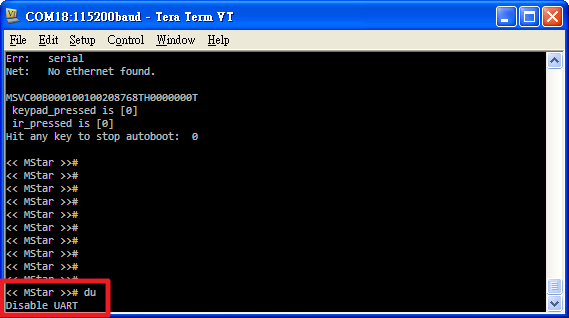 COM18:115200baud - Tera Term VT
File Edit Setup Control Window Help
Err:   serial
Net:   No ethernet found.
MSVC00B000100100208768TH0000000T
keypad_pressed is [0]
ir_pressed is [0]
Hit any key to stop autoboot:  0
<< MStar >>#
<< MStar >>#
<< MStar >>#
<< MStar >>#
<< MStar >>#
<< MStar >>#
<< MStar >>#
<< MStar >>#
<< MStar >>#
<< MStar >>#
<< MStar >># du
Disable UART